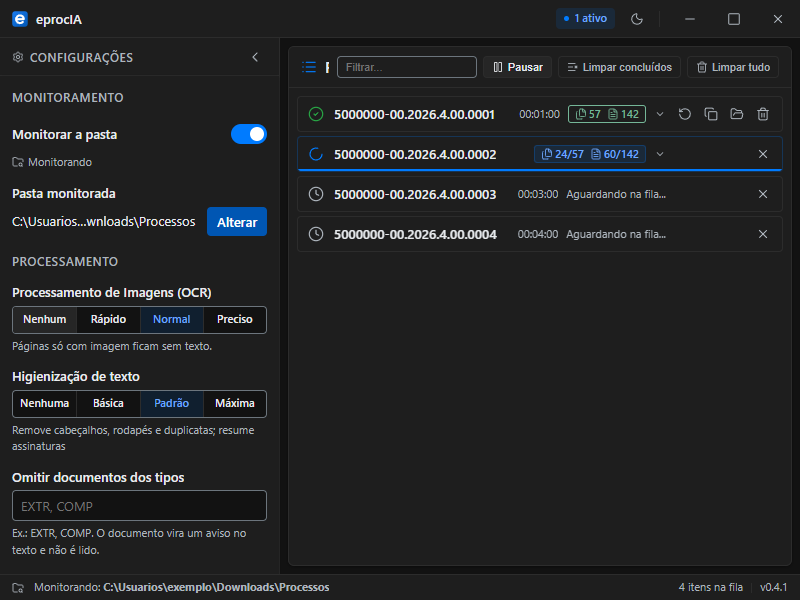 eprocIA
1 ativo
CONFIGURAÇÕES
MONITORAMENTO
Monitorar a pasta
Monitorando
Pasta monitorada
C:\Usuarios...wnloads\Processos
Alterar
PROCESSAMENTO
Processamento de Imagens (OCR)
Nenhum Rápido Normal Preciso
Páginas só com imagem ficam sem texto.
Higienização de texto
Nenhuma Básica Padrão Máxima
Remove cabeçalhos, rodapés e duplicatas; resume
assinaturas
Omitir documentos dos tipos
EXTR, COMP
Ex.: EXTR, COMP. O documento vira um aviso no
texto e não é lido.
Filtrar... Pausar Limpar concluídos Limpar tudo
5000000-00.2026.4.00.0001 00:01:00 57 142
5000000-00.2026.4.00.0002 24/57 60/142
5000000-00.2026.4.00.0003 00:03:00 Aguardando na fila...
5000000-00.2026.4.00.0004 00:04:00 Aguardando na fila...
Monitorando: C:\Usuarios\exemplo\Downloads\Processos
4 itens na fila v0.4.1